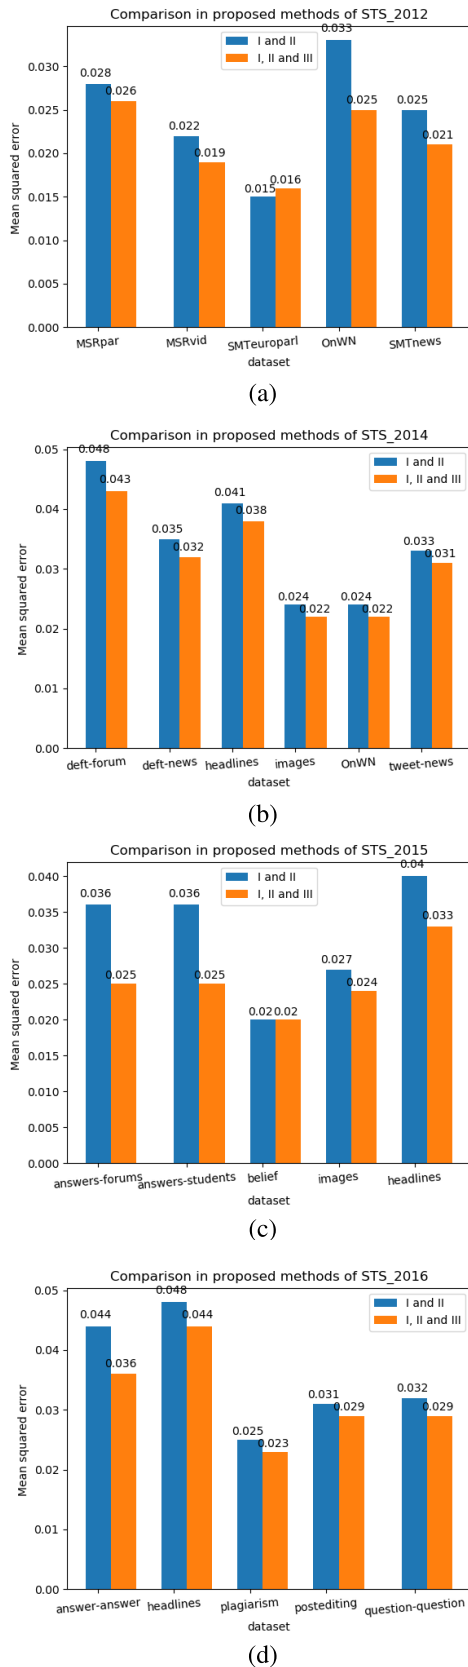 Comparison in proposed methods of STS_2012
I and II
I, II and III
Mean squared error
0.030
0.025
0.020
0.015
0.010
0.005
0.000
0.028
0.026
0.022
0.019
0.015
0.016
0.033
0.025
0.025
0.021
MSRpar
MSRvid
SMTeuroparl
OnWN
SMTnews
dataset
(a)
Comparison in proposed methods of STS_2014
I and II
I, II and III
Mean squared error
0.05
0.04
0.03
0.02
0.01
0.00
0.048
0.043
0.035
0.032
0.041
0.038
0.024
0.022
0.024
0.022
0.033
0.031
deft-forum
deft-news
headlines
images
OnWN
tweet-news
dataset
(b)
Comparison in proposed methods of STS_2015
I and II
I, II and III
Mean squared error
0.040
0.035
0.030
0.025
0.020
0.015
0.010
0.005
0.000
0.036
0.025
0.036
0.025
0.02
0.02
0.027
0.024
0.04
0.033
answers-forums
answers-students
belief
images
headlines
dataset
(c)
Comparison in proposed methods of STS_2016
I and II
I, II and III
Mean squared error
0.05
0.04
0.03
0.02
0.01
0.00
0.044
0.036
0.048
0.044
0.025
0.023
0.031
0.029
0.032
0.029
answer-answer
headlines
plagiarism
postediting
question-question
dataset
(d)